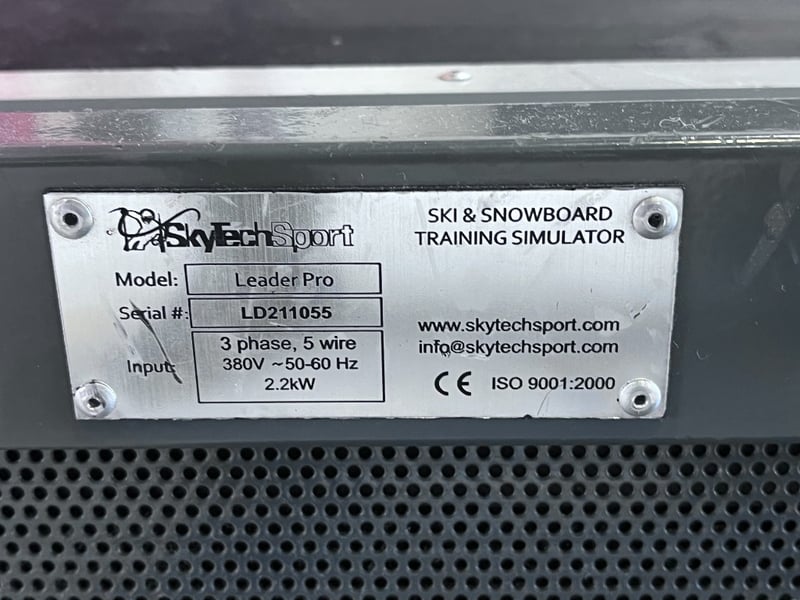 SkyTechSport
SKI & SNOWBOARD
TRAINING SIMULATOR
Model: Leader Pro
Serial #: LD211055
Input: 3 phase, 5 wire
380V ~50-60 Hz
2.2kW
www.skytechsport.com
info@skytechsport.com
CE ISO 9001:2000